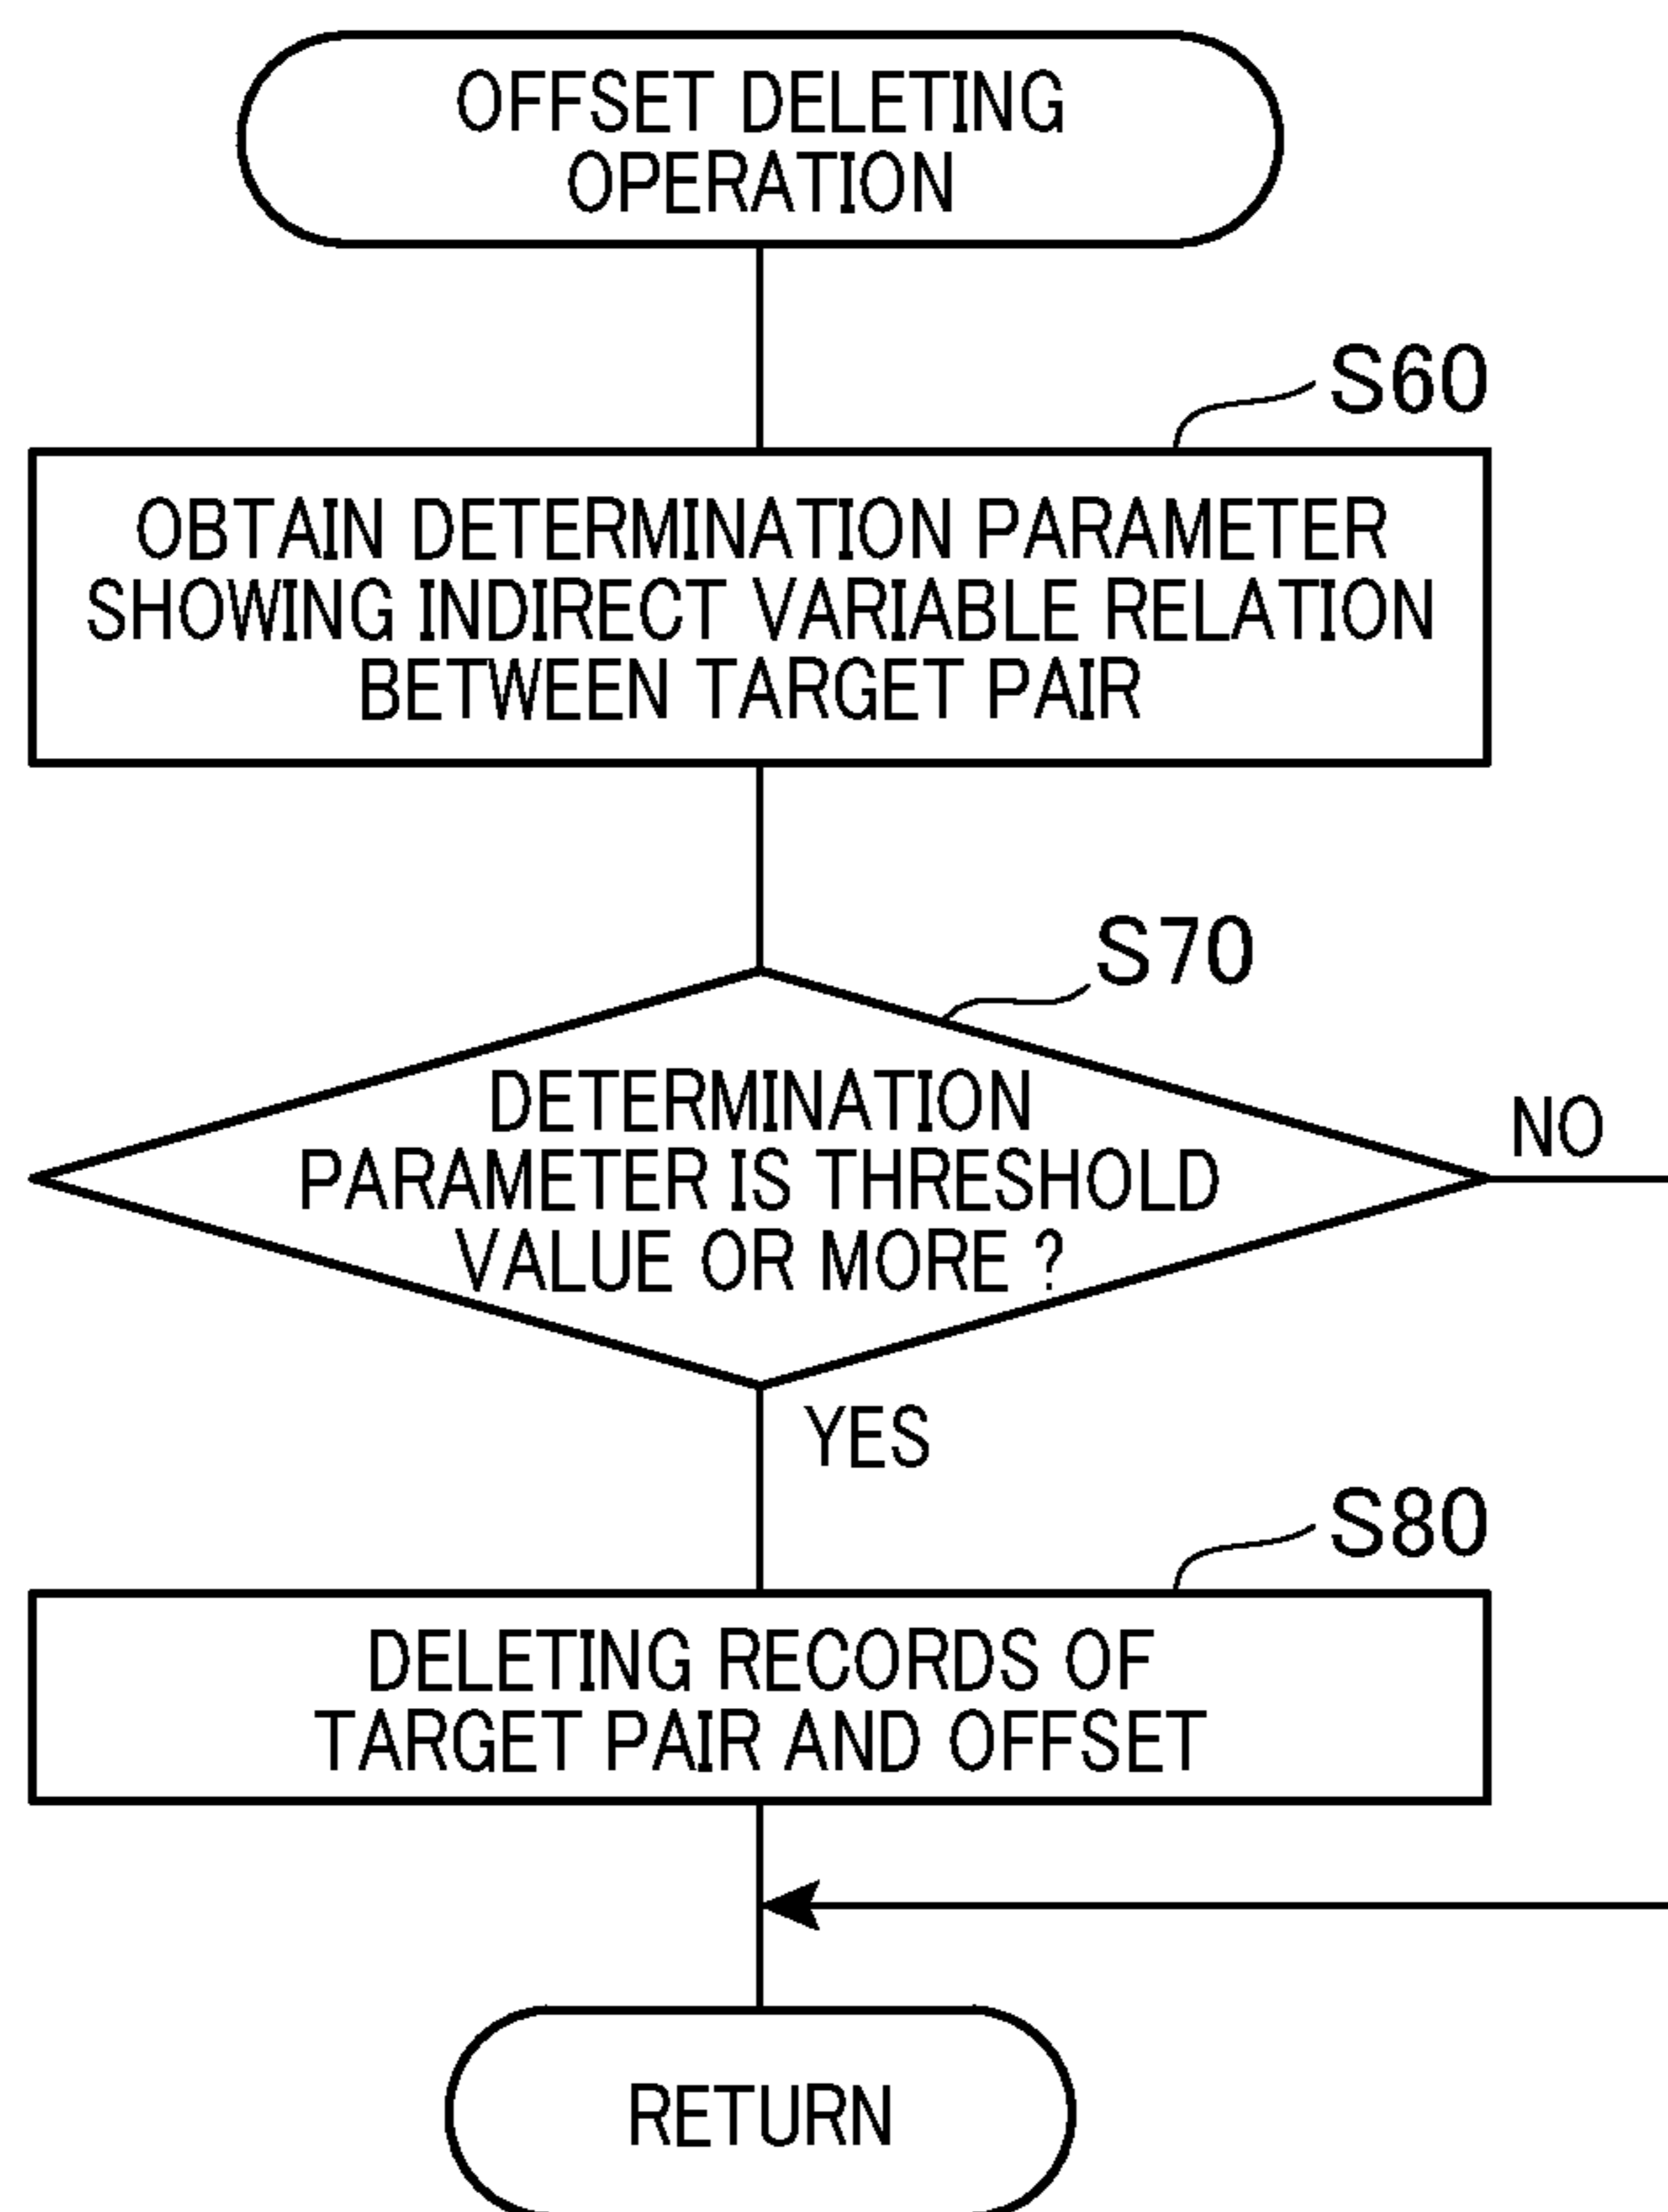 OFFSET DELETING
OPERATION
S60
OBTAIN DETERMINATION PARAMETER
SHOWING INDIRECT VARIABLE RELATION
BETWEEN TARGET PAIR
S70
DETERMINATION
PARAMETER IS THRESHOLD
VALUE OR MORE ?
NO
YES
S80
DELETING RECORDS OF
TARGET PAIR AND OFFSET
RETURN